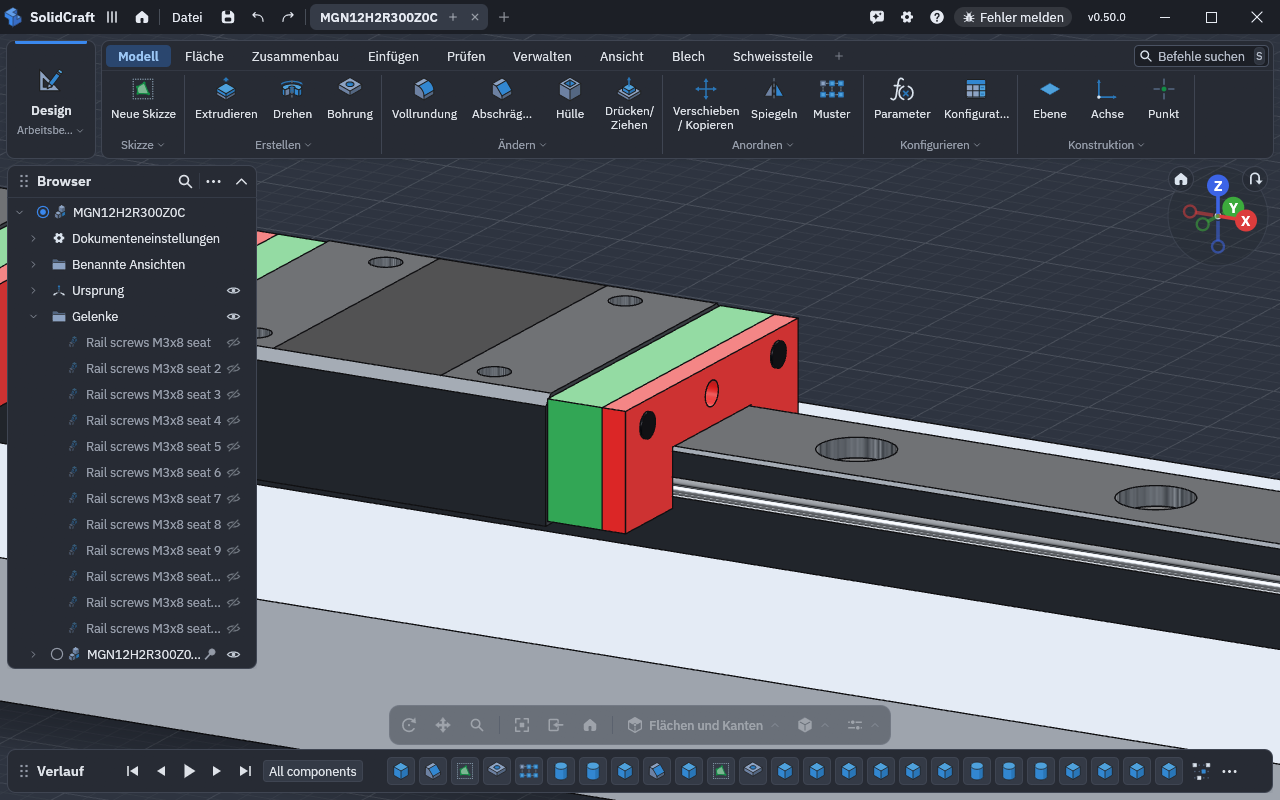 SolidCraft
Datei
MGN12H2R300Z0C
Fehler melden
v0.50.0
Design
Arbeitsbe...
Modell
Fläche
Zusammenbau
Einfügen
Prüfen
Verwalten
Ansicht
Blech
Schweissteile
Befehle suchen
S
Neue Skizze
Extrudieren
Drehen
Bohrung
Vollrundung
Abschräg...
Hülle
Drücken/
Ziehen
Verschieben
/ Kopieren
Spiegeln
Muster
Parameter
Konfigurat...
Ebene
Achse
Punkt
Skizze
Erstellen
Ändern
Anordnen
Konfigurieren
Konstruktion
Browser
MGN12H2R300Z0C
Dokumenteneinstellungen
Benannte Ansichten
Ursprung
Gelenke
Rail screws M3x8 seat
Rail screws M3x8 seat 2
Rail screws M3x8 seat 3
Rail screws M3x8 seat 4
Rail screws M3x8 seat 5
Rail screws M3x8 seat 6
Rail screws M3x8 seat 7
Rail screws M3x8 seat 8
Rail screws M3x8 seat 9
Rail screws M3x8 seat...
Rail screws M3x8 seat...
Rail screws M3x8 seat...
MGN12H2R300Z0...
Z
Y
X
Flächen und Kanten
Verlauf
All components